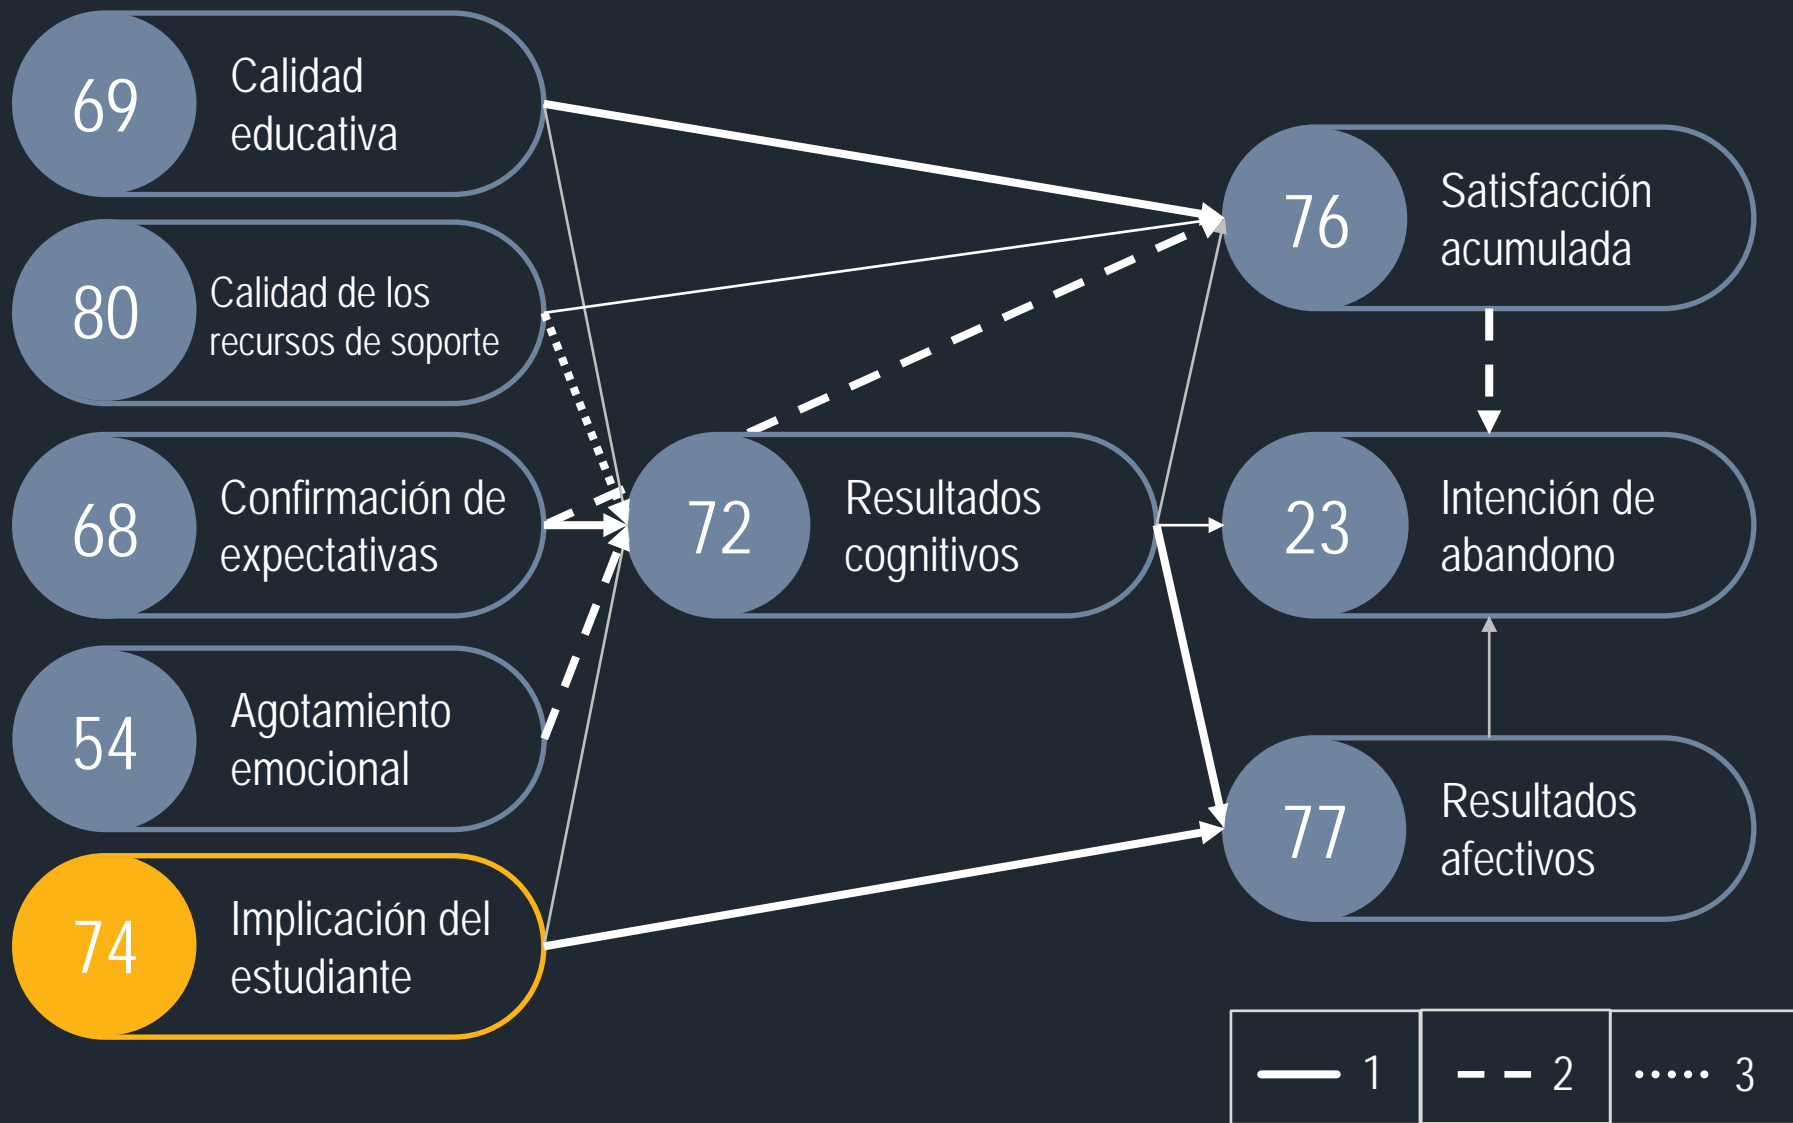 69
Calidad
educativa
80
Calidad de los
recursos de soporte
68
Confirmación de
expectativas
54
Agotamiento
emocional
74
Implicación del
estudiante
72
Resultados
cognitivos
76
Satisfacción
acumulada
23
Intención de
abandono
77
Resultados
afectivos
1
2
3